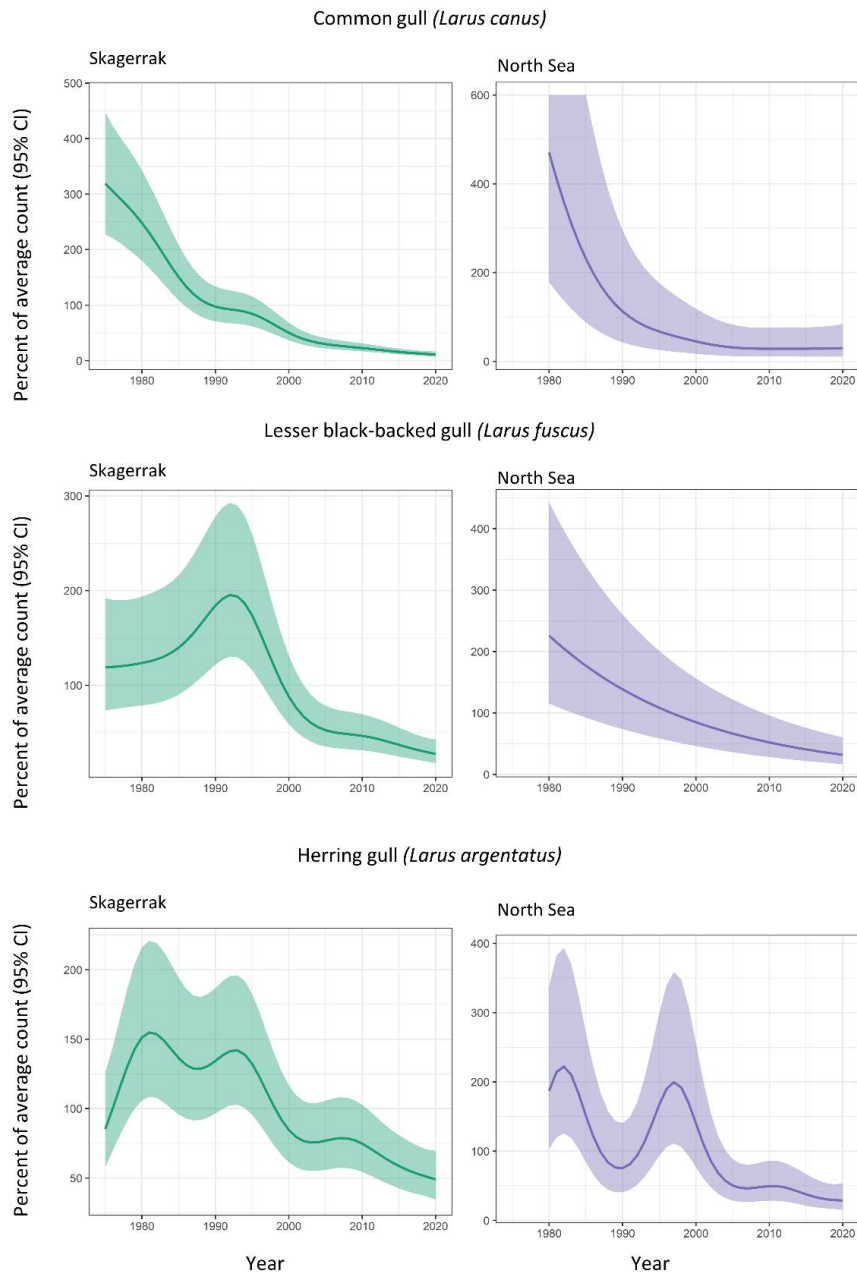 Common gull (Larus canus)
Skagerrak
North Sea
Percent of average count (95% CI)
500
400
300
200
100
0
1980 1990 2000 2010 2020
600
400
200
0
1980 1990 2000 2010 2020
Lesser black-backed gull (Larus fuscus)
Skagerrak
North Sea
Percent of average count (95% CI)
300
200
100
1980 1990 2000 2010 2020
400
300
200
100
0
1980 1990 2000 2010 2020
Herring gull (Larus argentatus)
Skagerrak
North Sea
Percent of average count (95% CI)
200
150
100
50
1980 1990 2000 2010 2020
400
300
200
100
0
1980 1990 2000 2010 2020
Year
Year